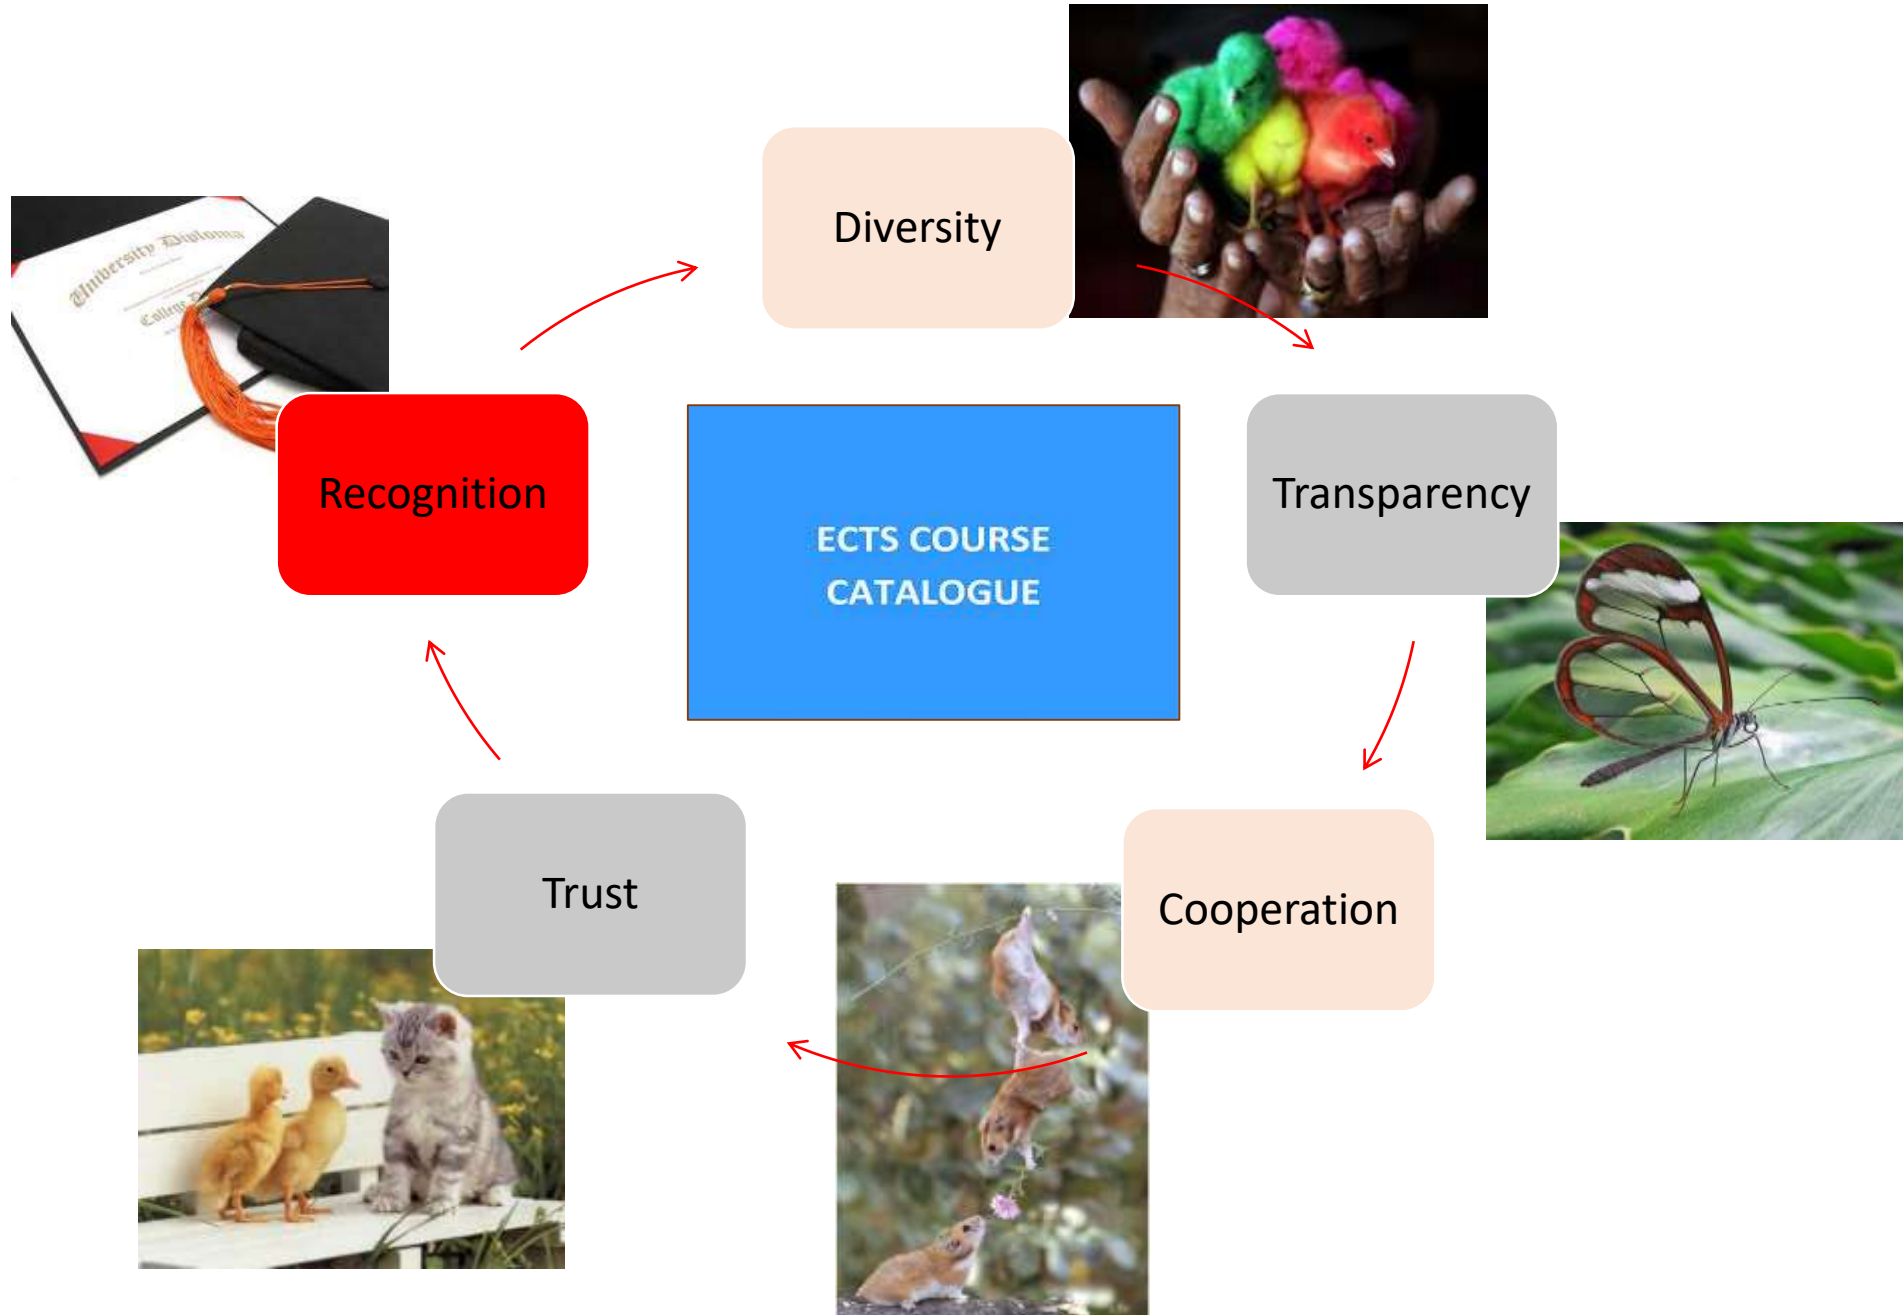 Diversity
University Diploma
Recognition
ECTS COURSE
CATALOGUE
Transparency
Trust
Cooperation